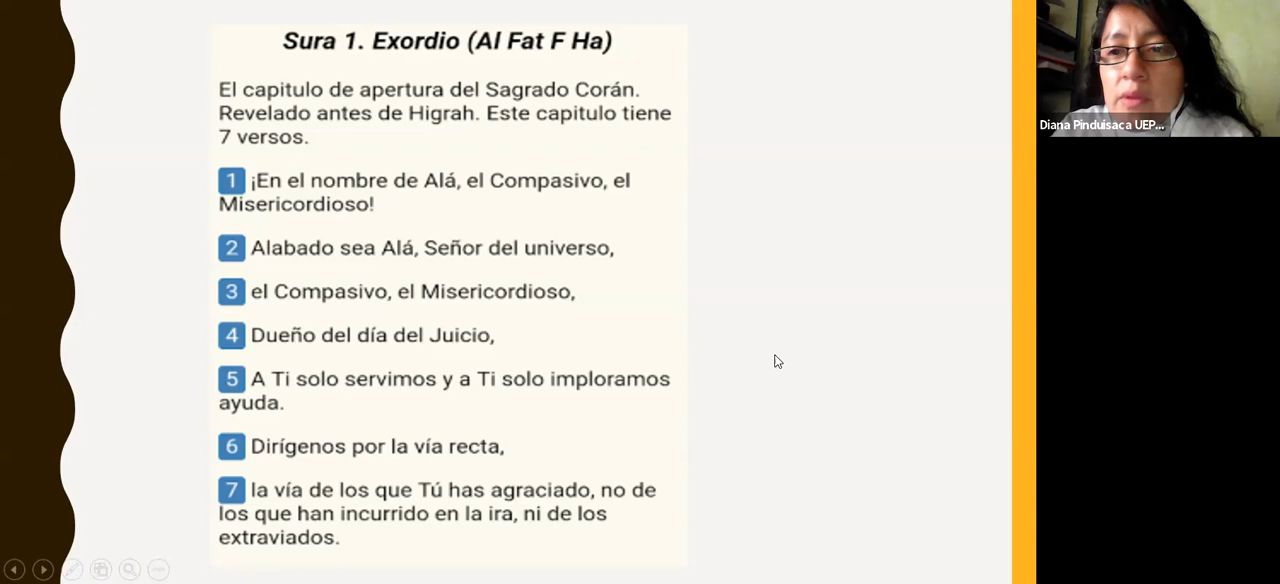 Sura 1. Exordio (Al Fat F Ha)
El capitulo de apertura del Sagrado Corán.
Revelado antes de Higrah. Este capitulo tiene
7 versos.
1 ¡En el nombre de Alá, el Compasivo, el
Misericordioso!
2 Alabado sea Alá, Señor del universo,
3 el Compasivo, el Misericordioso,
4 Dueño del día del Juicio,
5 A Ti solo servimos y a Ti solo imploramos
ayuda.
6 Dirígenos por la vía recta,
7 la vía de los que Tú has agraciado, no de
los que han incurrido en la ira, ni de los
extraviados.
Diana Pinduisaca UEP...